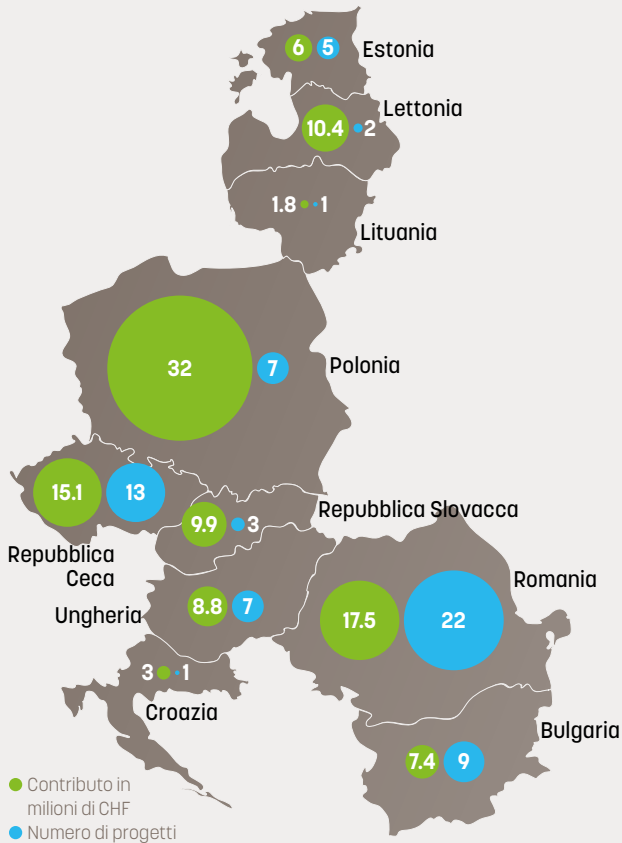 6 5 Estonia
Lettonia
10.4 2
1.8 1
Lituania
32 7 Polonia
15.1 13
9.9 3 Repubblica Slovacca
Repubblica
Ceca
Romania
8.8 7
Ungheria
17.5 22
3 1
Croazia
Bulgaria
7.4 9
Contributo in
milioni di CHF
Numero di progetti